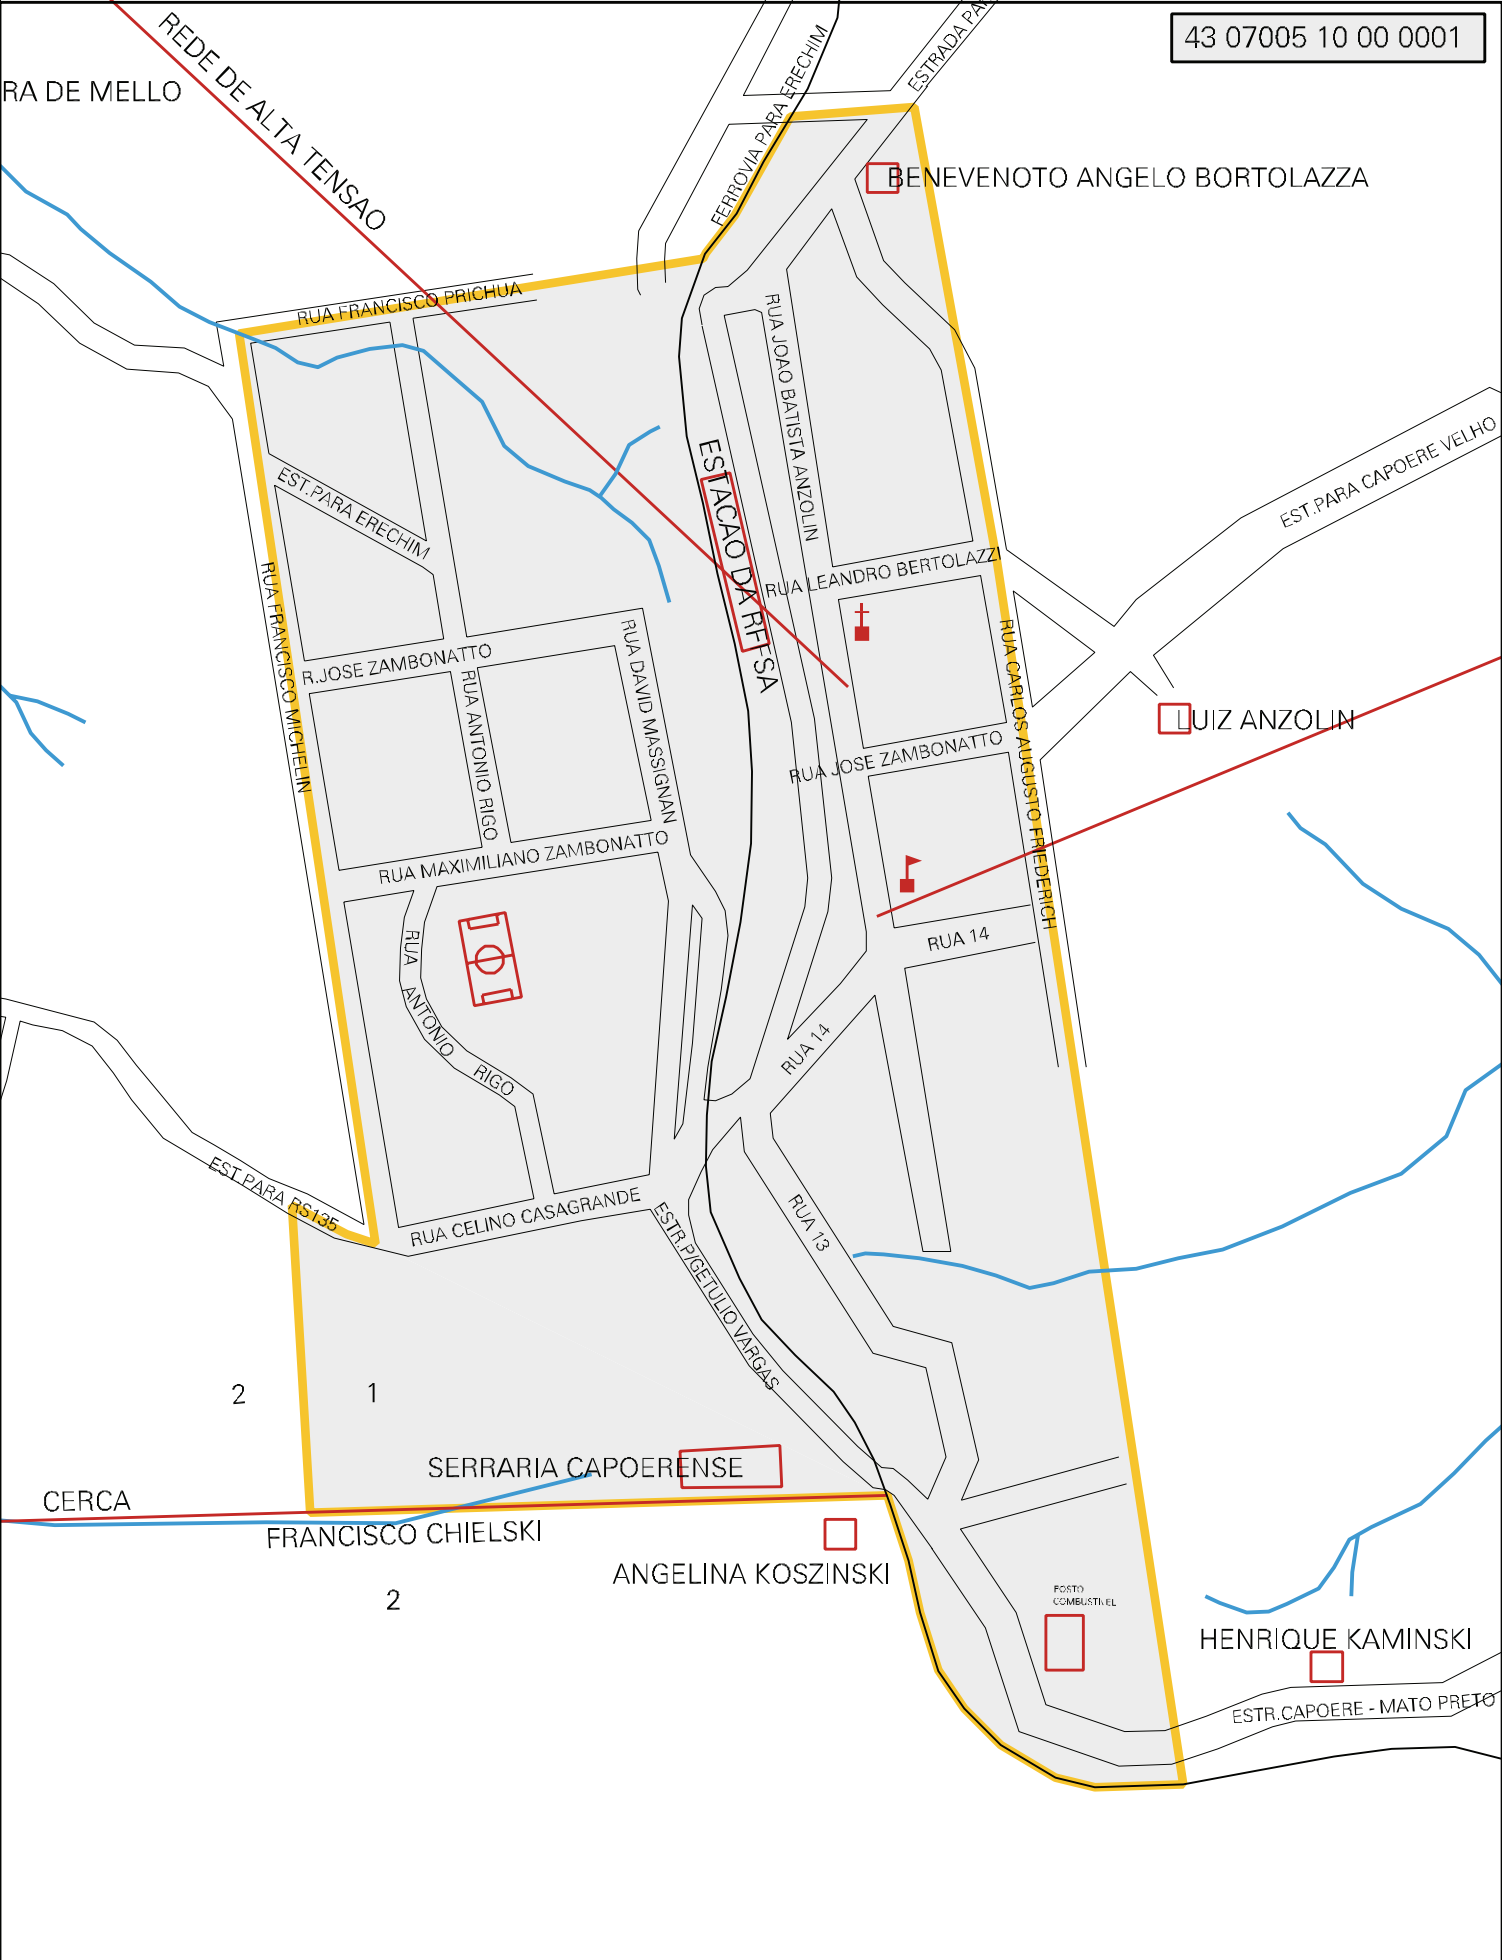 43 07005 10 00 0001
REDE DE ALTA TENSAO
FERROVIA PARA ERECHIM
ESTRADA
RA DE MELLO
BENEVENOTO ANGELO BORTOLAZZA
RUA FRANCISCO PRICHUA
RUA JOAO BATISTA ANZOLIN
EST.PARA CAPOERE VELHO
EST.PARA ERECHIM
ESTACAO DA RFFSA
RUA LEANDRO BERTOLAZZI
RUA FRANCISCO MICHELIN
R.JOSE ZAMBONATTO
RUA DAVID MASSIGNAN
RUA CARLOS AUGUSTO FRIEDERICH
RUA ANTONIO RIGO
LUIZ ANZOLIN
RUA JOSE ZAMBONATTO
RUA MAXIMILIANO ZAMBONATTO
RUA 14
RUA ANTONIO RIGO
RUA 14
EST.PARA RS135
RUA CELINO CASAGRANDE
RUA 13
ESTR.P/GETULIO VARGAS
2
1
SERRARIA CAPOERENSE
CERCA
FRANCISCO CHIELSKI
ANGELINA KOSZINSKI
2
POSTO
COMBUSTIVEL
HENRIQUE KAMINSKI
ESTR.CAPOERE - MATO PRETO